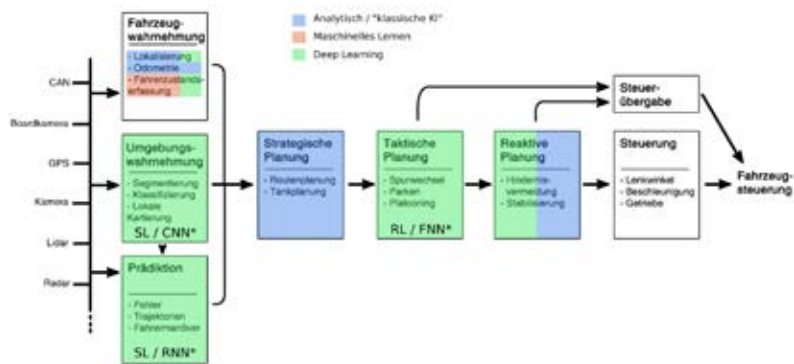 Analytisch / "klassische KI"
Maschinelles Lernen
Deep Learning
CAN
Boardkamera
GPS
Kamera
Lidar
Radar
Fahrzeug-
wahrnehmung
- Lokalisierung
- Odometrie
- Fahrerzustands-
erfassung
Umgebungs-
wahrnehmung
- Segmentierung
- Klassifizierung
- Lokale
Kartierung
SL / CNN*
Prädiktion
- Fehler
- Trajektorien
- Fahrermanöver
SL / RNN*
Strategische
Planung
- Routenplanung
- Tankplanung
Taktische
Planung
- Spurwechsel
- Parken
- Platooning
RL / FNN*
Reaktive Planung
- Hindernis-
vermeidung
- Stabilisierung
Steuer-
übergabe
Steuerung
- Lenkwinkel
- Beschleunigung
- Getriebe
Fahrzeug-
steuerung